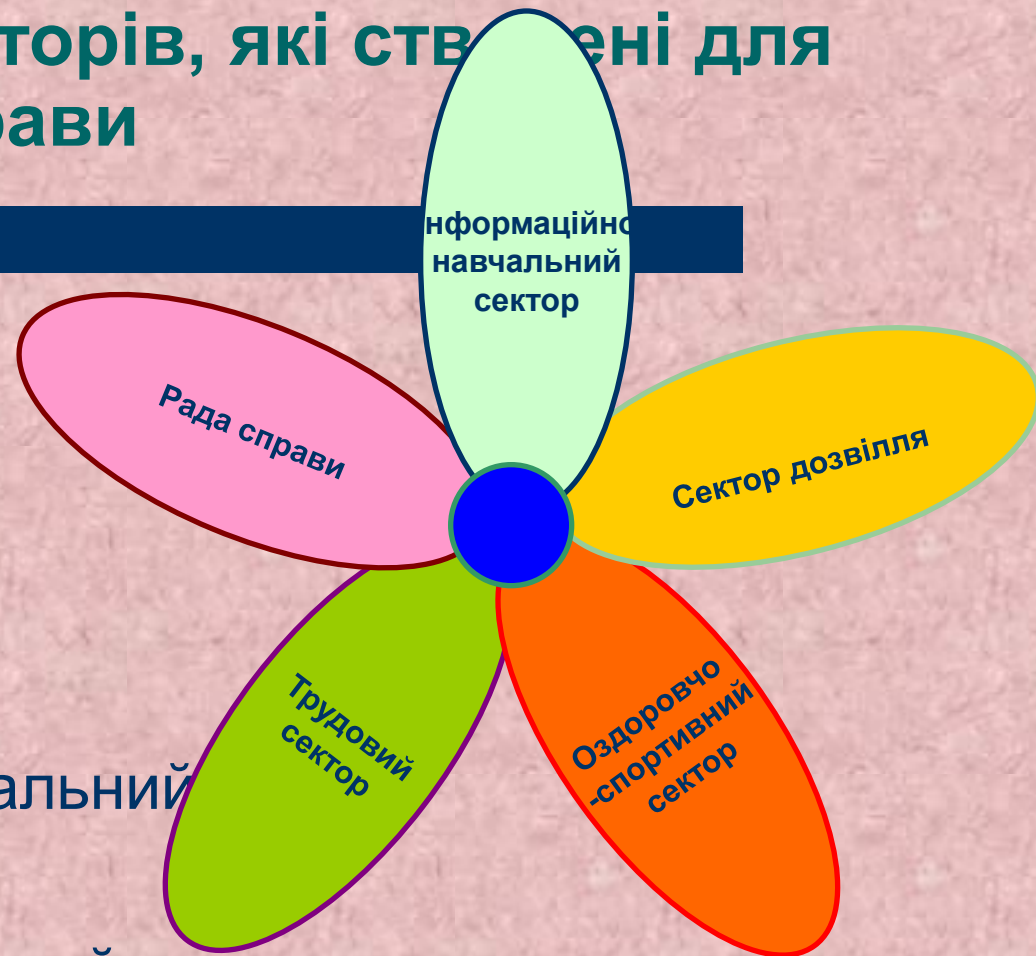 торів, які ств ені для
рави
нформаційно
навчальний
сектор
Рада справи
Сектор дозвілля
Трудовий
сектор
Оздоровчо
-спортивний
сектор
альний
й